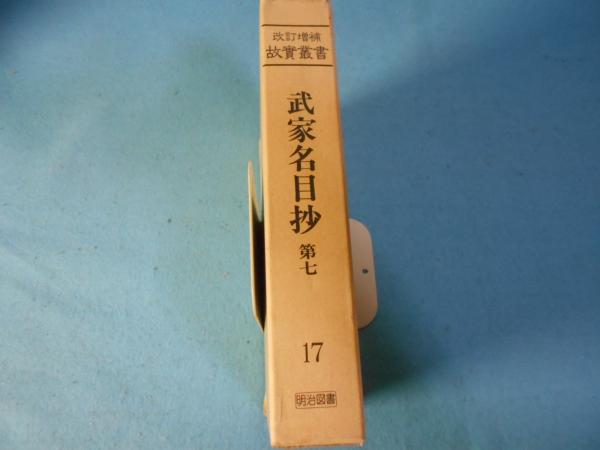 改訂増補
故實叢書
武家名目抄
第七
17
明治図書